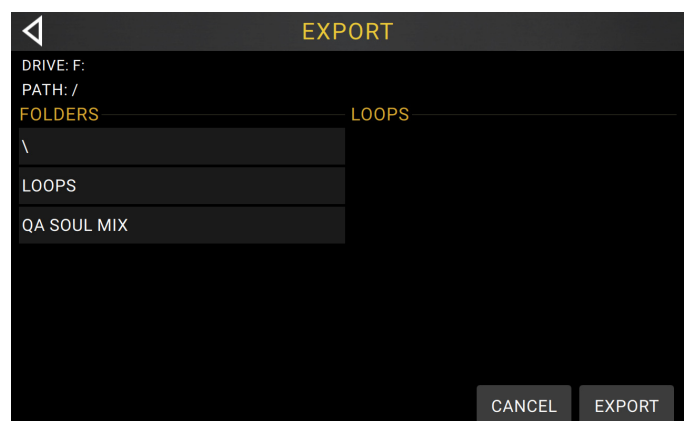 EXPORT
DRIVE: F:
PATH: /
FOLDERS
LOOPS
\
LOOPS
QA SOUL MIX
CANCEL
EXPORT